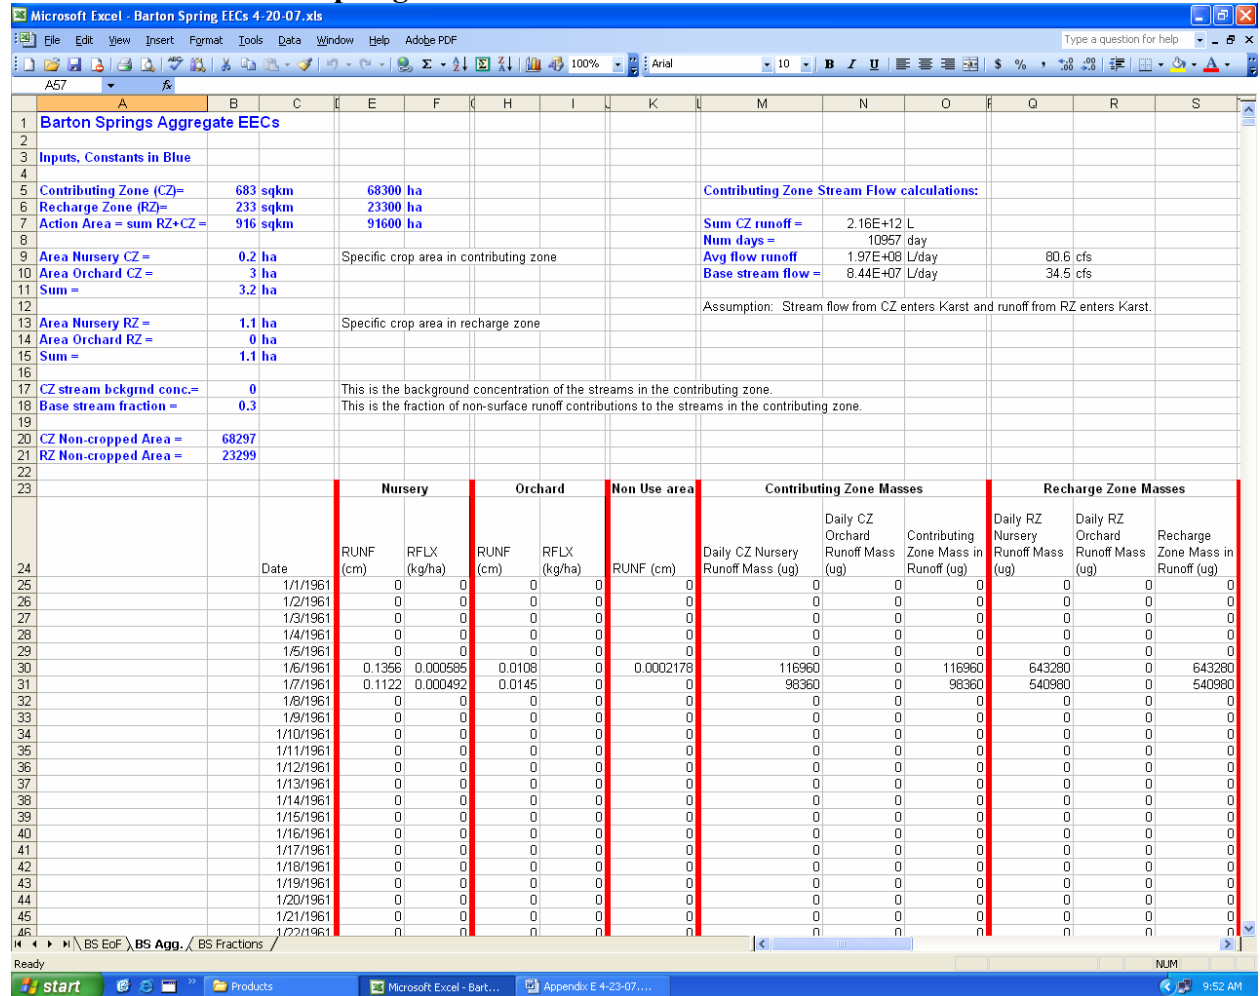 Microsoft Excel - Barton Spring EECs 4-20-07.xls
File Edit View Insert Format Tools Data Window Help Adobe PDF Type a question for help
100% Arial 10 B I U $ % ,
A57 fx
A B C E F H I K M N O Q R S
1 Barton Springs Aggregate EECs
2
3 Inputs, Constants in Blue
4
5 Contributing Zone (CZ)= 683 sqkm 68300 ha Contributing Zone Stream Flow calculations:
6 Recharge Zone (RZ)= 233 sqkm 23300 ha
7 Action Area = sum RZ+CZ = 916 sqkm 91600 ha Sum CZ runoff = 2.16E+12 L
8 Num days = 10957 day
9 Area Nursery CZ = 0.2 ha Specific crop area in contributing zone Avg flow runoff 1.97E+08 L/day 80.6 cfs
10 Area Orchard CZ = 3 ha Base stream flow = 8.44E+07 L/day 34.5 cfs
11 Sum = 3.2 ha
12 Assumption: Stream flow from CZ enters Karst and runoff from RZ enters Karst.
13 Area Nursery RZ = 1.1 ha Specific crop area in recharge zone
14 Area Orchard RZ = 0 ha
15 Sum = 1.1 ha
16
17 CZ stream bckgrnd conc.= 0 This is the background concentration of the streams in the contributing zone.
18 Base stream fraction = 0.3 This is the fraction of non-surface runoff contributions to the streams in the contributing zone.
19
20 CZ Non-cropped Area = 68297
21 RZ Non-cropped Area = 23299
22
23 Nursery Orchard Non Use area Contributing Zone Masses Recharge Zone Masses
24 Date RUNF (cm) RFLX (kg/ha) RUNF (cm) RFLX (kg/ha) RUNF (cm) Daily CZ Nursery Runoff Mass (ug) Daily CZ Orchard Runoff Mass (ug) Contributing Zone Mass in Runoff (ug) Daily RZ Nursery Runoff Mass (ug) Daily RZ Orchard Runoff Mass (ug) Recharge Zone Mass in Runoff (ug)
25 1/1/1961 0 0 0 0 0 0 0 0 0 0 0
26 1/2/1961 0 0 0 0 0 0 0 0 0 0 0
27 1/3/1961 0 0 0 0 0 0 0 0 0 0 0
28 1/4/1961 0 0 0 0 0 0 0 0 0 0 0
29 1/5/1961 0 0 0 0 0 0 0 0 0 0 0
30 1/6/1961 0.1356 0.000585 0.0108 0 0.0002178 116960 0 116960 643280 0 643280
31 1/7/1961 0.1122 0.000492 0.0145 0 0 98360 0 98360 540980 0 540980
32 1/8/1961 0 0 0 0 0 0 0 0 0 0 0
33 1/9/1961 0 0 0 0 0 0 0 0 0 0 0
34 1/10/1961 0 0 0 0 0 0 0 0 0 0 0
35 1/11/1961 0 0 0 0 0 0 0 0 0 0 0
36 1/12/1961 0 0 0 0 0 0 0 0 0 0 0
37 1/13/1961 0 0 0 0 0 0 0 0 0 0 0
38 1/14/1961 0 0 0 0 0 0 0 0 0 0 0
39 1/15/1961 0 0 0 0 0 0 0 0 0 0 0
40 1/16/1961 0 0 0 0 0 0 0 0 0 0 0
41 1/17/1961 0 0 0 0 0 0 0 0 0 0 0
42 1/18/1961 0 0 0 0 0 0 0 0 0 0 0
43 1/19/1961 0 0 0 0 0 0 0 0 0 0 0
44 1/20/1961 0 0 0 0 0 0 0 0 0 0 0
45 1/21/1961 0 0 0 0 0 0 0 0 0 0 0
46 1/22/1961 0 0 0 0 0 0 0 0 0 0 0
BS EoF BS Agg. BS Fractions
Ready NUM
start Products Microsoft Excel - Bart... Appendix E 4-23-07.... 9:52 AM